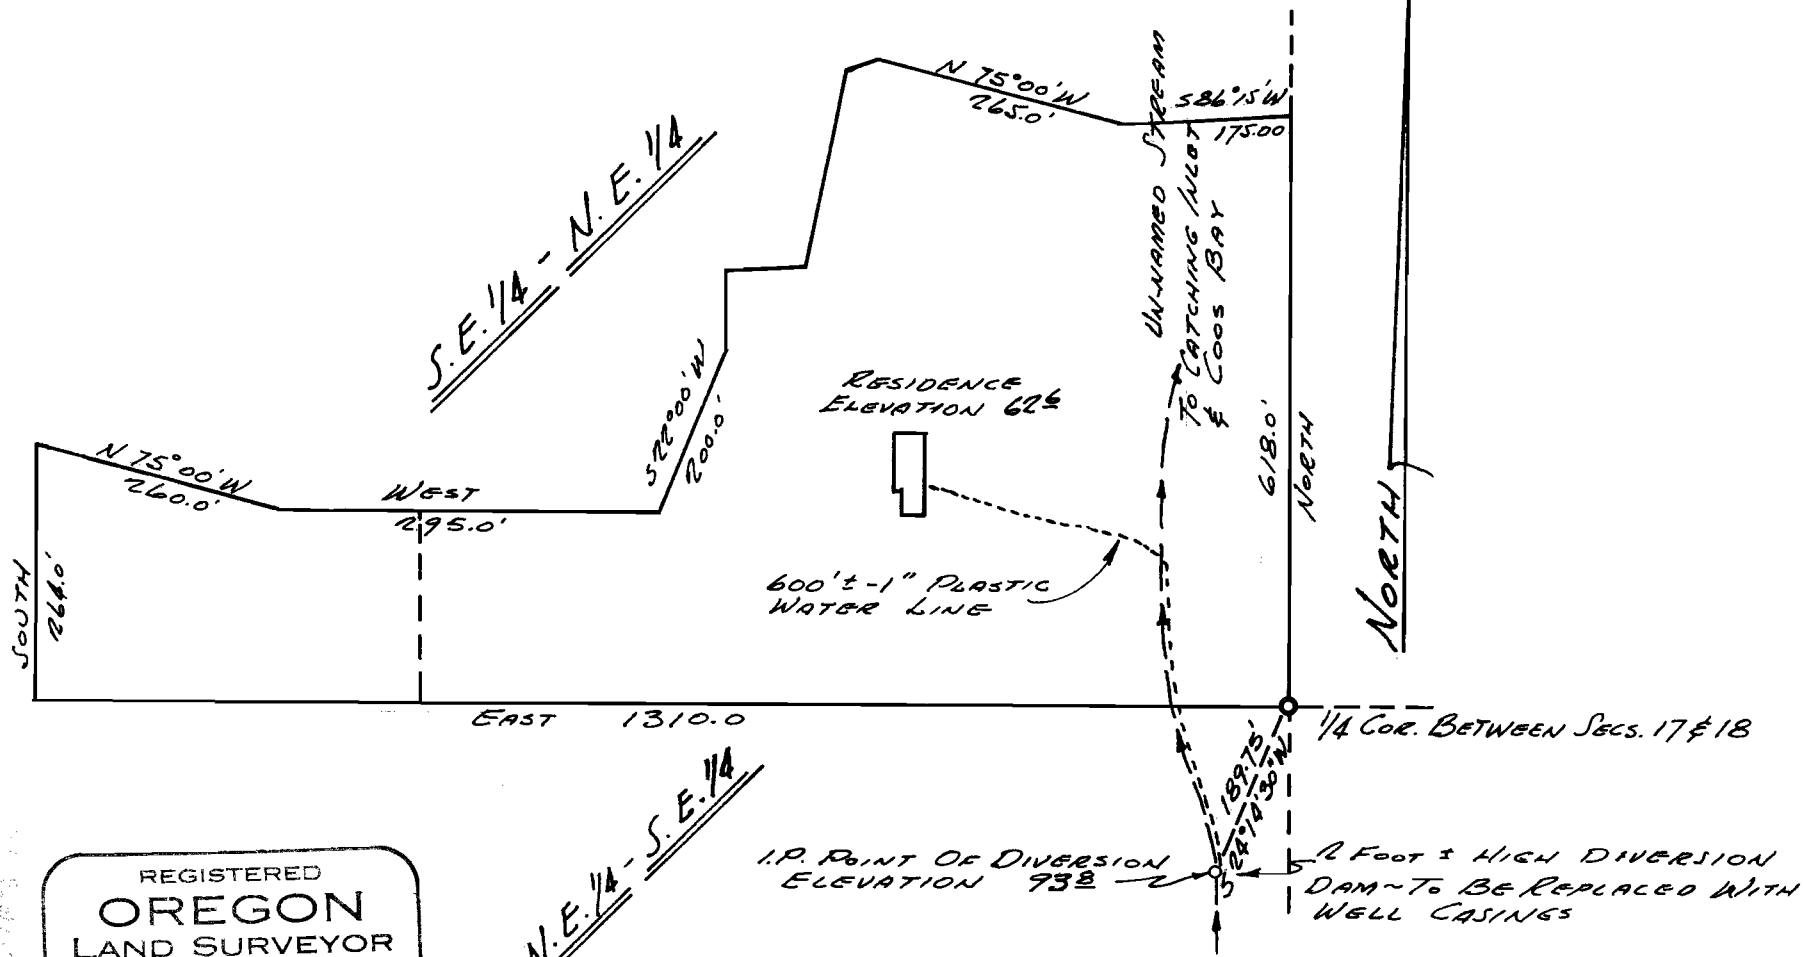 N 75°00' W
265.0'
S 86°15' W
175.00
UN-NAMED STREAM
TO CATCHING INLET
& COOS BAY
S.E. 1/4 - N.E. 1/4
RESIDENCE
ELEVATION 62.6
S 22°00' W
200.0'
618.0'
NORTH
NORTH
N 75°00' W
260.0'
WEST
295.0'
SOUTH
264.0'
600'± - 1" PLASTIC
WATER LINE
EAST 1310.0
1/4 COR. BETWEEN SECS. 17 & 18
189.75'
S 24°14'30" W
N.E. 1/4 - S.E. 1/4
I.P. POINT OF DIVERSION
ELEVATION 93.8
2 FOOT ± HIGH DIVERSION
DAM ~ TO BE REPLACED WITH
WELL CASINGS
REGISTERED
OREGON
LAND SURVEYOR